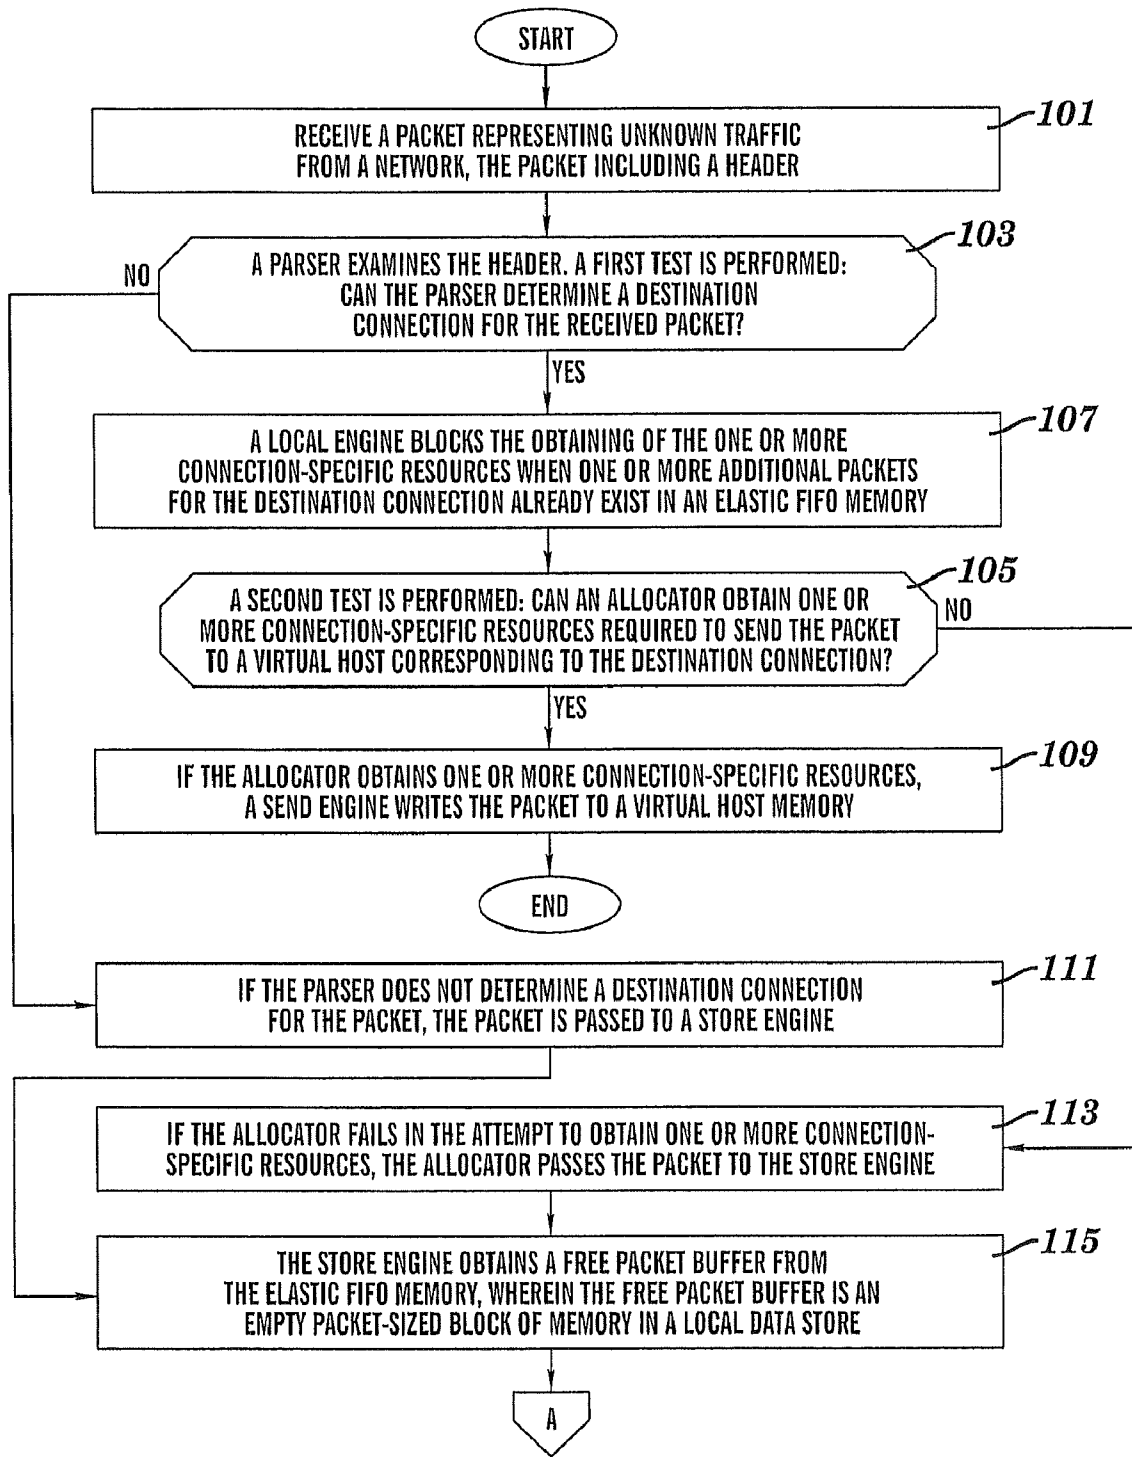 START
RECEIVE A PACKET REPRESENTING UNKNOWN TRAFFIC
FROM A NETWORK, THE PACKET INCLUDING A HEADER
101
A PARSER EXAMINES THE HEADER. A FIRST TEST IS PERFORMED:
CAN THE PARSER DETERMINE A DESTINATION
CONNECTION FOR THE RECEIVED PACKET?
103
NO
YES
A LOCAL ENGINE BLOCKS THE OBTAINING OF THE ONE OR MORE
CONNECTION-SPECIFIC RESOURCES WHEN ONE OR MORE ADDITIONAL PACKETS
FOR THE DESTINATION CONNECTION ALREADY EXIST IN AN ELASTIC FIFO MEMORY
107
A SECOND TEST IS PERFORMED: CAN AN ALLOCATOR OBTAIN ONE OR
MORE CONNECTION-SPECIFIC RESOURCES REQUIRED TO SEND THE PACKET
TO A VIRTUAL HOST CORRESPONDING TO THE DESTINATION CONNECTION?
105
NO
YES
IF THE ALLOCATOR OBTAINS ONE OR MORE CONNECTION-SPECIFIC RESOURCES,
A SEND ENGINE WRITES THE PACKET TO A VIRTUAL HOST MEMORY
109
END
IF THE PARSER DOES NOT DETERMINE A DESTINATION CONNECTION
FOR THE PACKET, THE PACKET IS PASSED TO A STORE ENGINE
111
IF THE ALLOCATOR FAILS IN THE ATTEMPT TO OBTAIN ONE OR MORE CONNECTION-
SPECIFIC RESOURCES, THE ALLOCATOR PASSES THE PACKET TO THE STORE ENGINE
113
THE STORE ENGINE OBTAINS A FREE PACKET BUFFER FROM
THE ELASTIC FIFO MEMORY, WHEREIN THE FREE PACKET BUFFER IS AN
EMPTY PACKET-SIZED BLOCK OF MEMORY IN A LOCAL DATA STORE
115
A